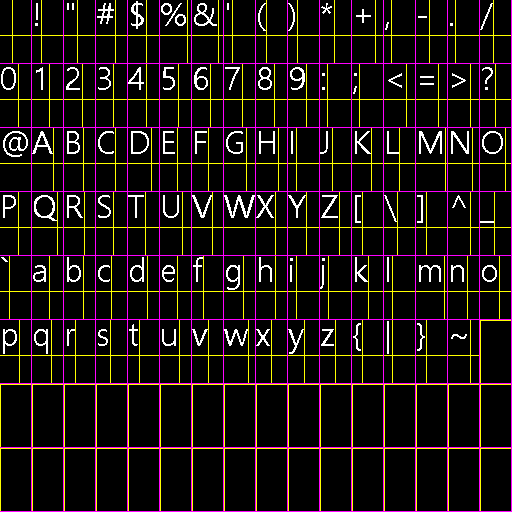 ! " # $ % & ' ( ) * + , - . /
0 1 2 3 4 5 6 7 8 9 : ; < = > ?
@ A B C D E F G H I J K L M N O
P Q R S T U V W X Y Z [ \ ] ^ _
` a b c d e f g h i j k l m n o
p q r s t u v w x y z { | } ~